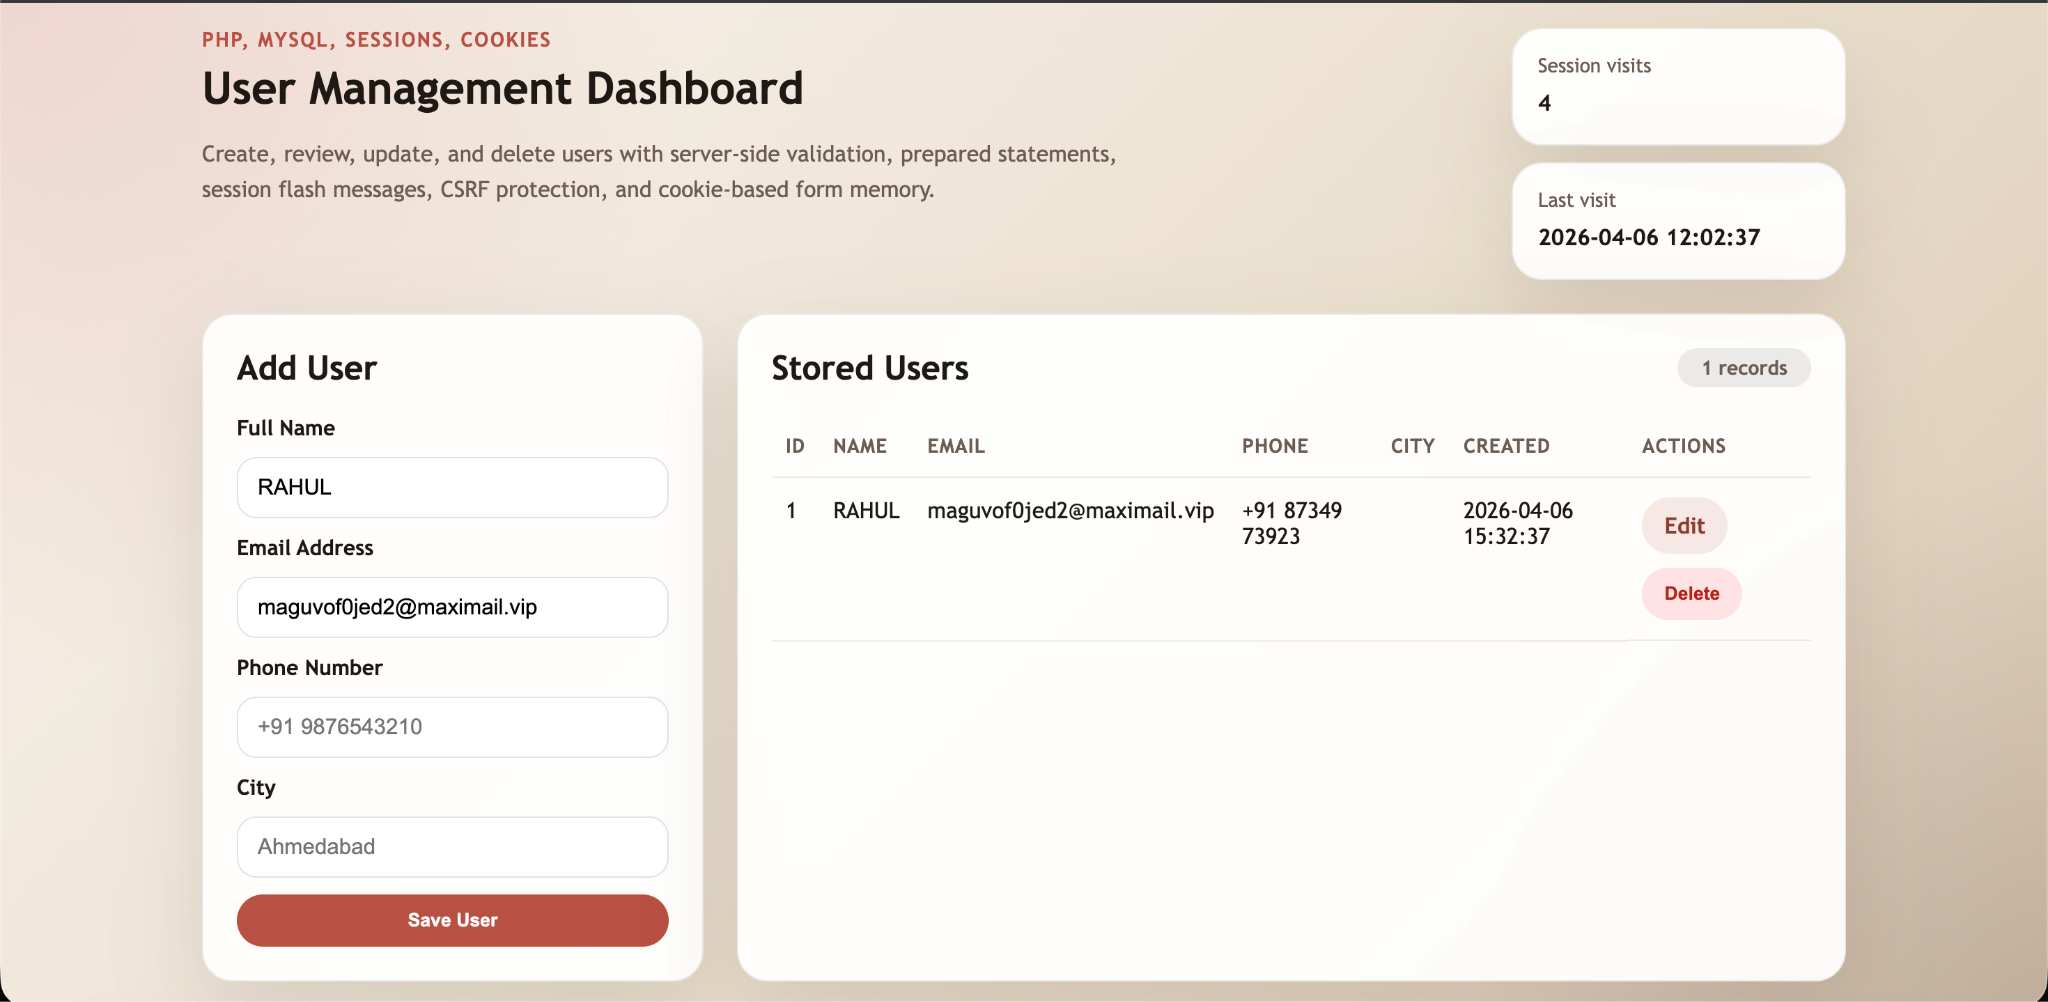 PHP, MYSQL, SESSIONS, COOKIES
User Management Dashboard
Create, review, update, and delete users with server-side validation, prepared statements,
session flash messages, CSRF protection, and cookie-based form memory.
Session visits
4
Last visit
2026-04-06 12:02:37
Add User
Full Name
RAHUL
Email Address
maguvof0jed2@maximail.vip
Phone Number
+91 9876543210
City
Ahmedabad
Save User
Stored Users
1 records
ID NAME EMAIL PHONE CITY CREATED ACTIONS
1 RAHUL maguvof0jed2@maximail.vip +91 87349 2026-04-06 Edit
73923 15:32:37
Delete